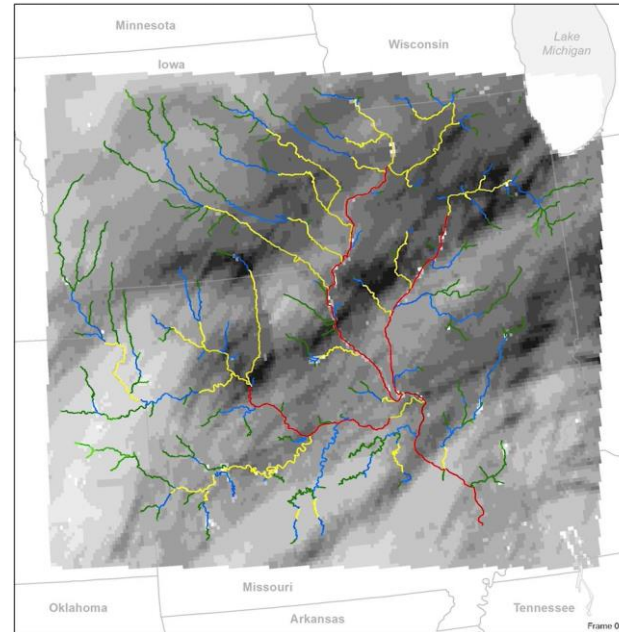 Minnesota
Iowa
Wisconsin
Lake
Michigan
Missouri
Oklahoma
Arkansas
Tennessee
Frame 0